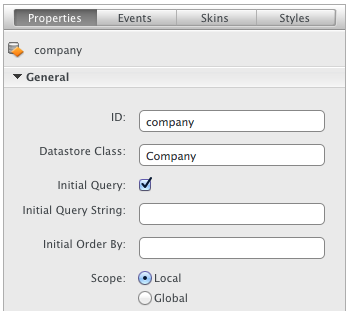 Properties Events Skins Styles
company
General
ID: company
Datastore Class: Company
Initial Query:
Initial Query String:
Initial Order By:
Scope: Local
Global